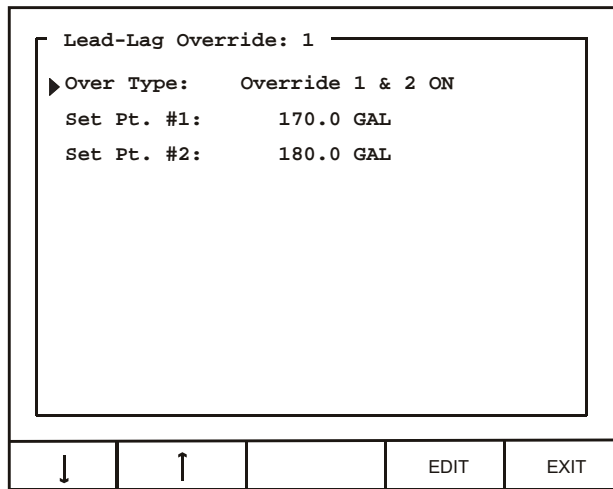 Lead-Lag Override: 1
Over Type: Override 1 & 2 ON
Set Pt. #1: 170.0 GAL
Set Pt. #2: 180.0 GAL
↓ ↑ EDIT EXIT